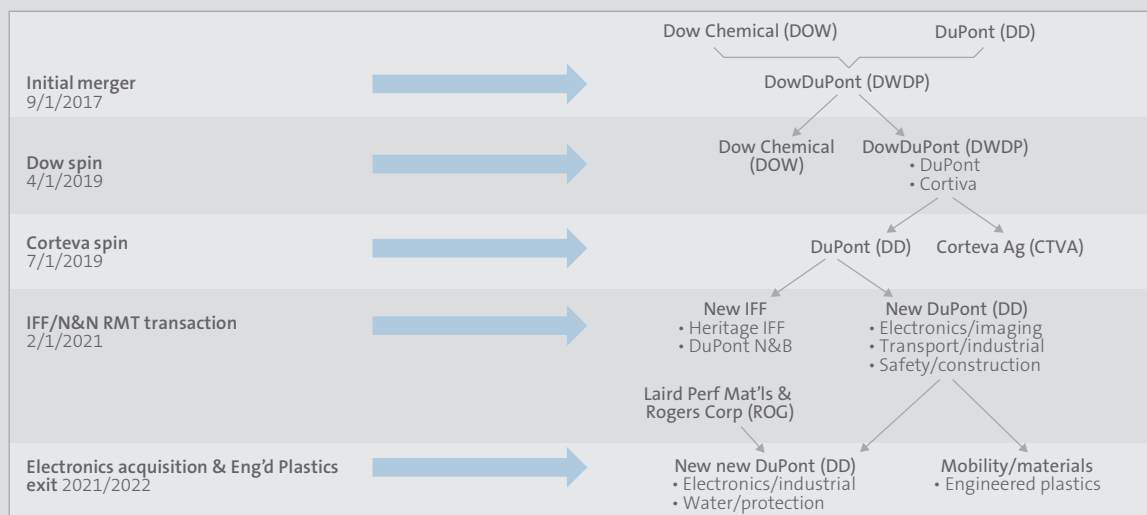 Dow Chemical (DOW)
DuPont (DD)
Initial merger
9/1/2017
DowDuPont (DWDP)
Dow spin
4/1/2019
Dow Chemical
(DOW)
DowDuPont (DWDP)
• DuPont
• Cortiva
Corteva spin
7/1/2019
DuPont (DD)
Corteva Ag (CTVA)
IFF/N&N RMT transaction
2/1/2021
New IFF
• Heritage IFF
• DuPont N&B
New DuPont (DD)
• Electronics/imaging
• Transport/industrial
• Safety/construction
Laird Perf Mat'ls &
Rogers Corp (ROG)
Electronics acquisition & Eng'd Plastics
exit 2021/2022
New new DuPont (DD)
• Electronics/industrial
• Water/protection
Mobility/materials
• Engineered plastics